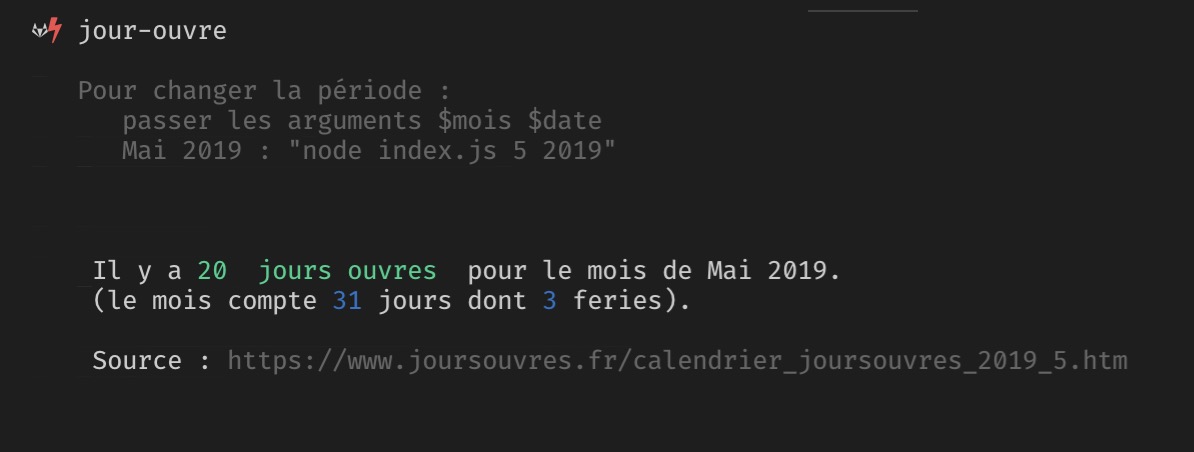 jour-ouvre
Pour changer la période :
passer les arguments $mois $date
Mai 2019 : "node index.js 5 2019"
Il y a 20 jours ouvres pour le mois de Mai 2019.
(le mois compte 31 jours dont 3 feries).
Source : https://www.joursouvres.fr/calendrier_joursouvres_2019_5.htm